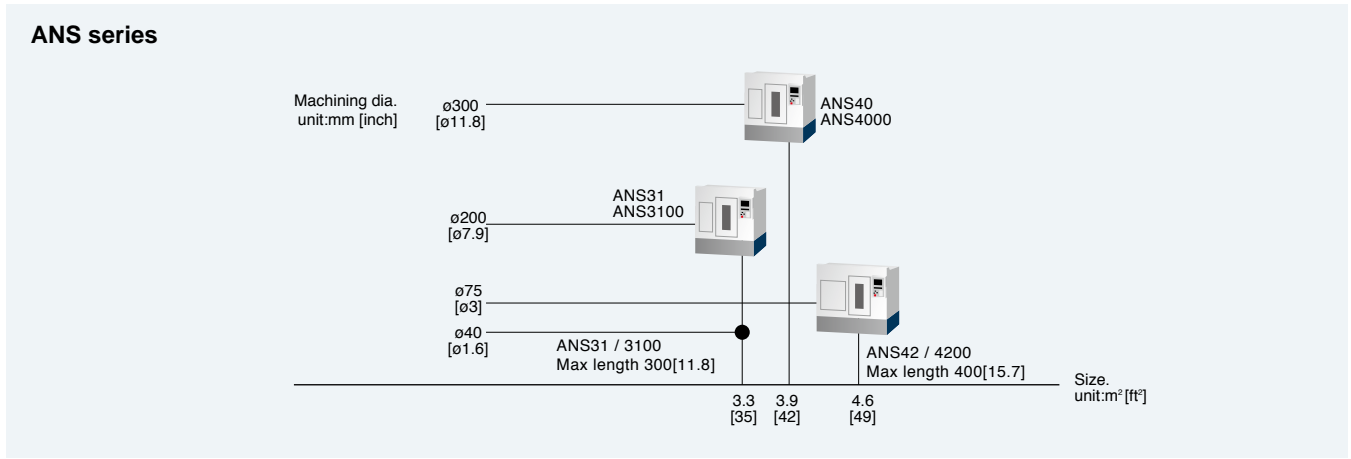 ANS series
Machining dia.
unit:mm [inch]
ø300
[ø11.8]
ANS40
ANS4000
ANS31
ANS3100
ø200
[ø7.9]
ø75
[ø3]
ø40
[ø1.6]
ANS31 / 3100
Max length 300[11.8]
ANS42 / 4200
Max length 400[15.7]
Size.
unit:m² [ft²]
3.3
[35]
3.9
[42]
4.6
[49]